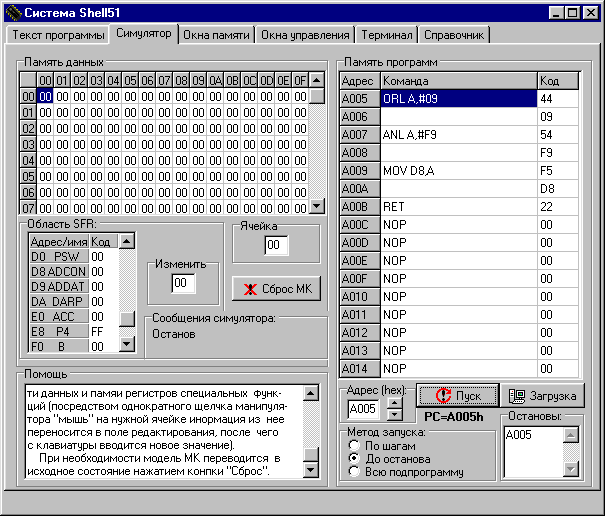 Система Shell51
Текст программы Симулятор Окна памяти Окна управления Терминал Справочник
Память данных
00 01 02 03 04 05 06 07 08 09 0A 0B 0C 0D 0E 0F
00 00 00 00 00 00 00 00 00 00 00 00 00 00 00 00 00
01 00 00 00 00 00 00 00 00 00 00 00 00 00 00 00 00
02 00 00 00 00 00 00 00 00 00 00 00 00 00 00 00 00
03 00 00 00 00 00 00 00 00 00 00 00 00 00 00 00 00
04 00 00 00 00 00 00 00 00 00 00 00 00 00 00 00 00
05 00 00 00 00 00 00 00 00 00 00 00 00 00 00 00 00
06 00 00 00 00 00 00 00 00 00 00 00 00 00 00 00 00
07 00 00 00 00 00 00 00 00 00 00 00 00 00 00 00 00
Область SFR:
Адрес/имя Код
D0 PSW 00
D8 ADCON 00
D9 ADDAT 00
DA DARP 00
E0 ACC 00
E8 P4 FF
F0 B 00
Изменить
00
Ячейка
00
Сброс МК
Сообщения симулятора:
Останов
Помощь
ти данных и памяи регистров специальных Функ-
ций (посредством однократного щелчка манипуля-
тора "мышь" на нужной ячейке инормация из нее
переносится в поле редактирования, после чего
с клавиатуры вводится новое значение).
При необходимости модель МК переводится в
исходное состояние нажатием конпки "Сброс".
Память программ
Адрес Команда Код
A005 ORL A,#09 44
A006 09
A007 ANL A,#F9 54
A008 F9
A009 MOV D8,A F5
A00A D8
A00B RET 22
A00C NOP 00
A00D NOP 00
A00E NOP 00
A00F NOP 00
A010 NOP 00
A011 NOP 00
A012 NOP 00
A013 NOP 00
A014 NOP 00
Адрес (hex):
A005
Пуск
Загрузка
PC=A005h
Метод запуска:
По шагам
До останова
Всю подпрограмму
Остановы:
A005